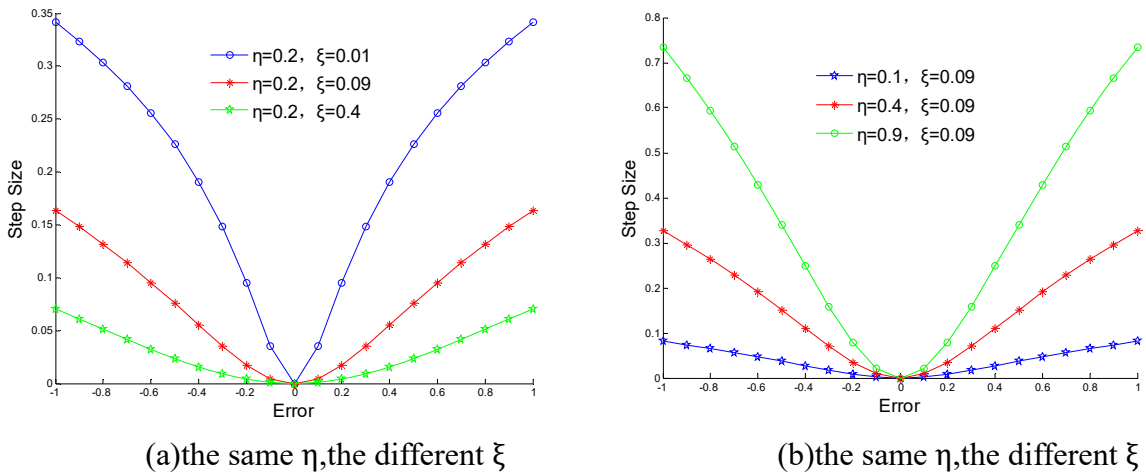 0.35
0.3
0.25
0.2
0.15
0.1
0.05
0
Step Size
-1 -0.8 -0.6 -0.4 -0.2 0 0.2 0.4 0.6 0.8 1
Error
η=0.2, ξ=0.01
η=0.2, ξ=0.09
η=0.2, ξ=0.4
(a)the same η,the different ξ
0.8
0.7
0.6
0.5
0.4
0.3
0.2
0.1
0
Step Size
-1 -0.8 -0.6 -0.4 -0.2 0 0.2 0.4 0.6 0.8 1
Error
η=0.1, ξ=0.09
η=0.4, ξ=0.09
η=0.9, ξ=0.09
(b)the same η,the different ξ